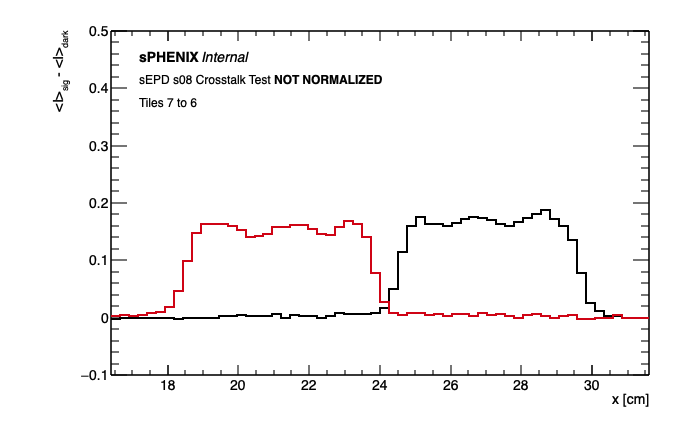 <I>sig - <I>dark
0.5
0.4
0.3
0.2
0.1
0
−0.1
sPHENIX Internal
sEPD s08 Crosstalk Test NOT NORMALIZED
Tiles 7 to 6
18 20 22 24 26 28 30
x [cm]